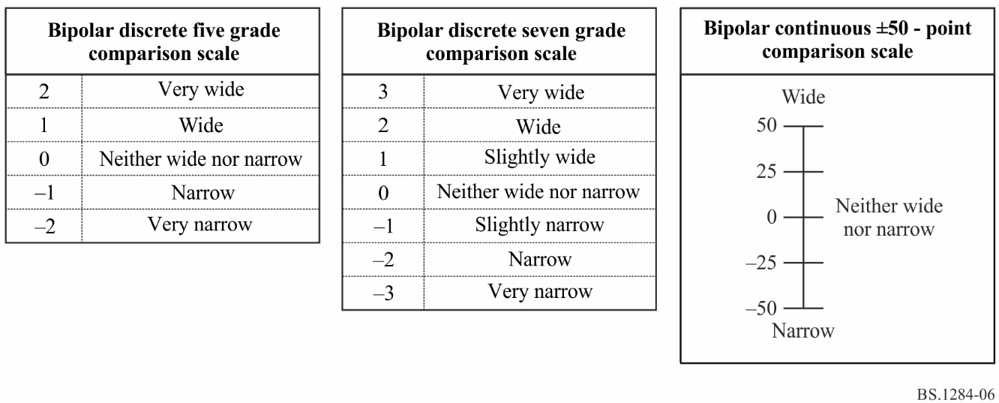 Bipolar discrete five grade
comparison scale
2 Very wide
1 Wide
0 Neither wide nor narrow
–1 Narrow
–2 Very narrow
Bipolar discrete seven grade
comparison scale
3 Very wide
2 Wide
1 Slightly wide
0 Neither wide nor narrow
–1 Slightly narrow
–2 Narrow
–3 Very narrow
Bipolar continuous ±50 - point
comparison scale
Wide
50
25
0 Neither wide
nor narrow
–25
–50
Narrow
BS.1284-06